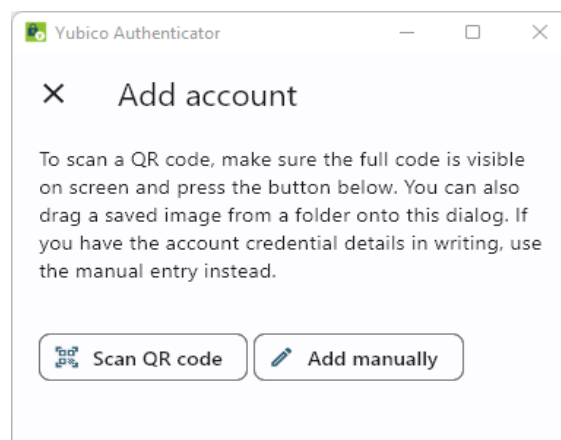 Yubico Authenticator
Add account
To scan a QR code, make sure the full code is visible
on screen and press the button below. You can also
drag a saved image from a folder onto this dialog. If
you have the account credential details in writing, use
the manual entry instead.
Scan QR code
Add manually